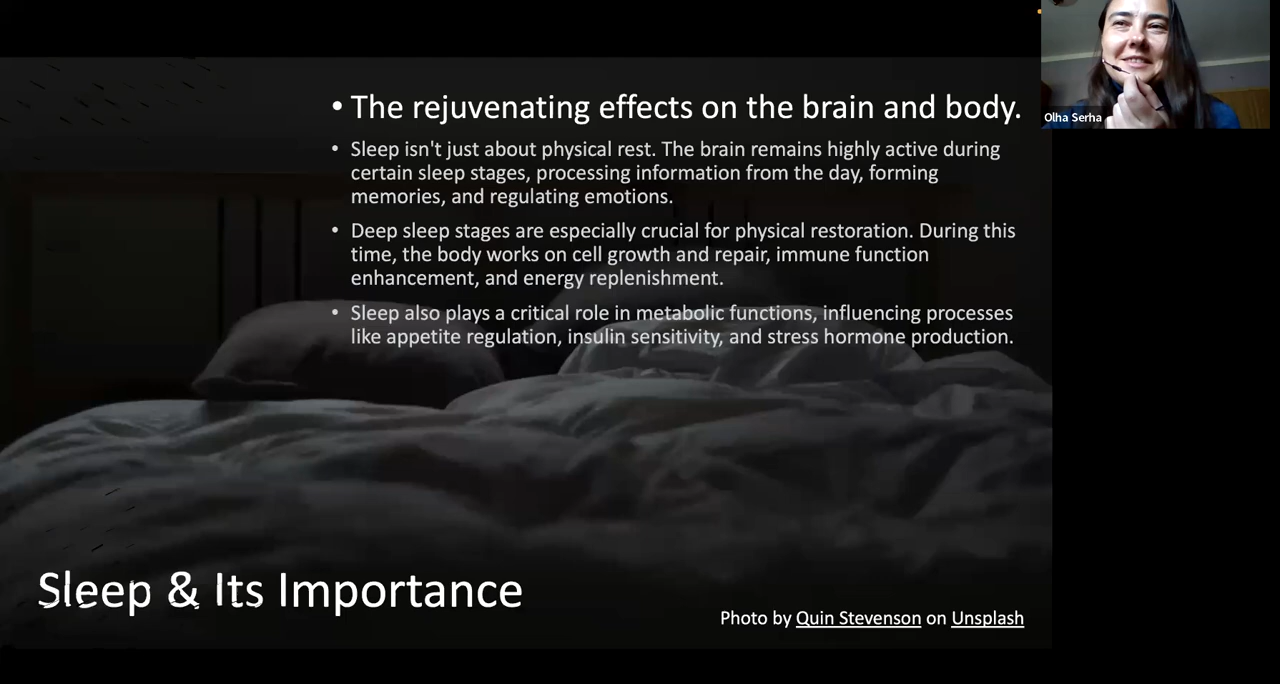 • The rejuvenating effects on the brain and body.
• Sleep isn't just about physical rest. The brain remains highly active during
certain sleep stages, processing information from the day, forming
memories, and regulating emotions.
• Deep sleep stages are especially crucial for physical restoration. During this
time, the body works on cell growth and repair, immune function
enhancement, and energy replenishment.
• Sleep also plays a critical role in metabolic functions, influencing processes
like appetite regulation, insulin sensitivity, and stress hormone production.
Sleep & Its Importance
Photo by Quin Stevenson on Unsplash
Olha Serha